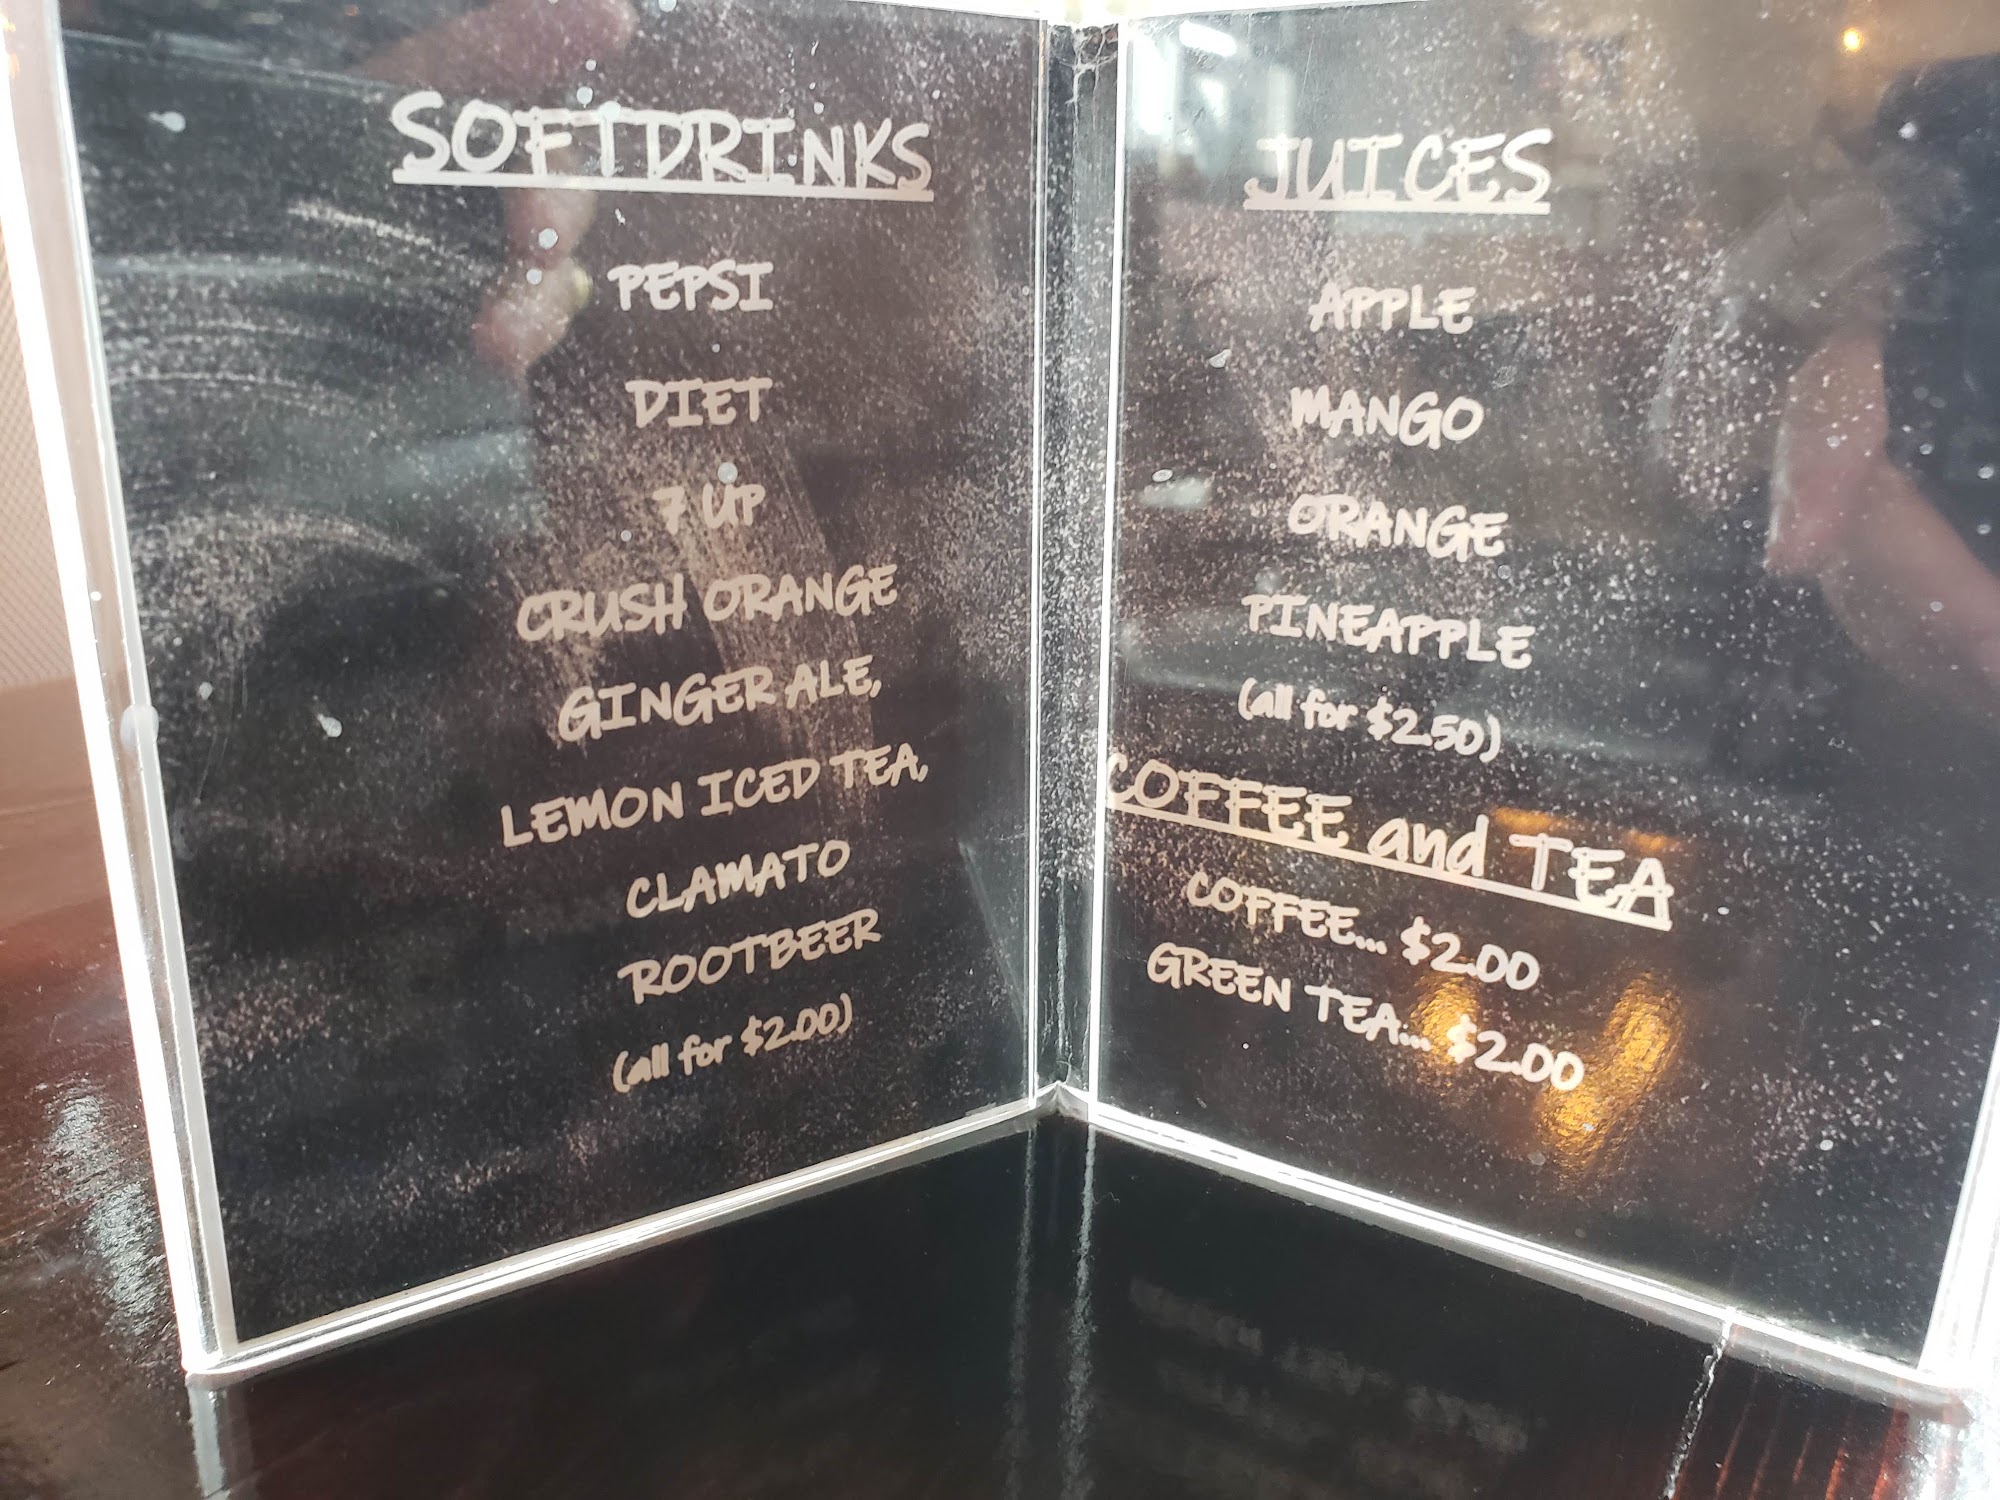 SOFTDRINKS
PEPSI
DIET
7 UP
CRUSH ORANGE
GINGER ALE,
LEMON ICED TEA,
CLAMATO
ROOTBEER
(all for $2.00)
JUICES
APPLE
MANGO
ORANGE
PINEAPPLE
(all for $2.50)
COFFEE and TEA
COFFEE... $2.00
GREEN TEA... $2.00